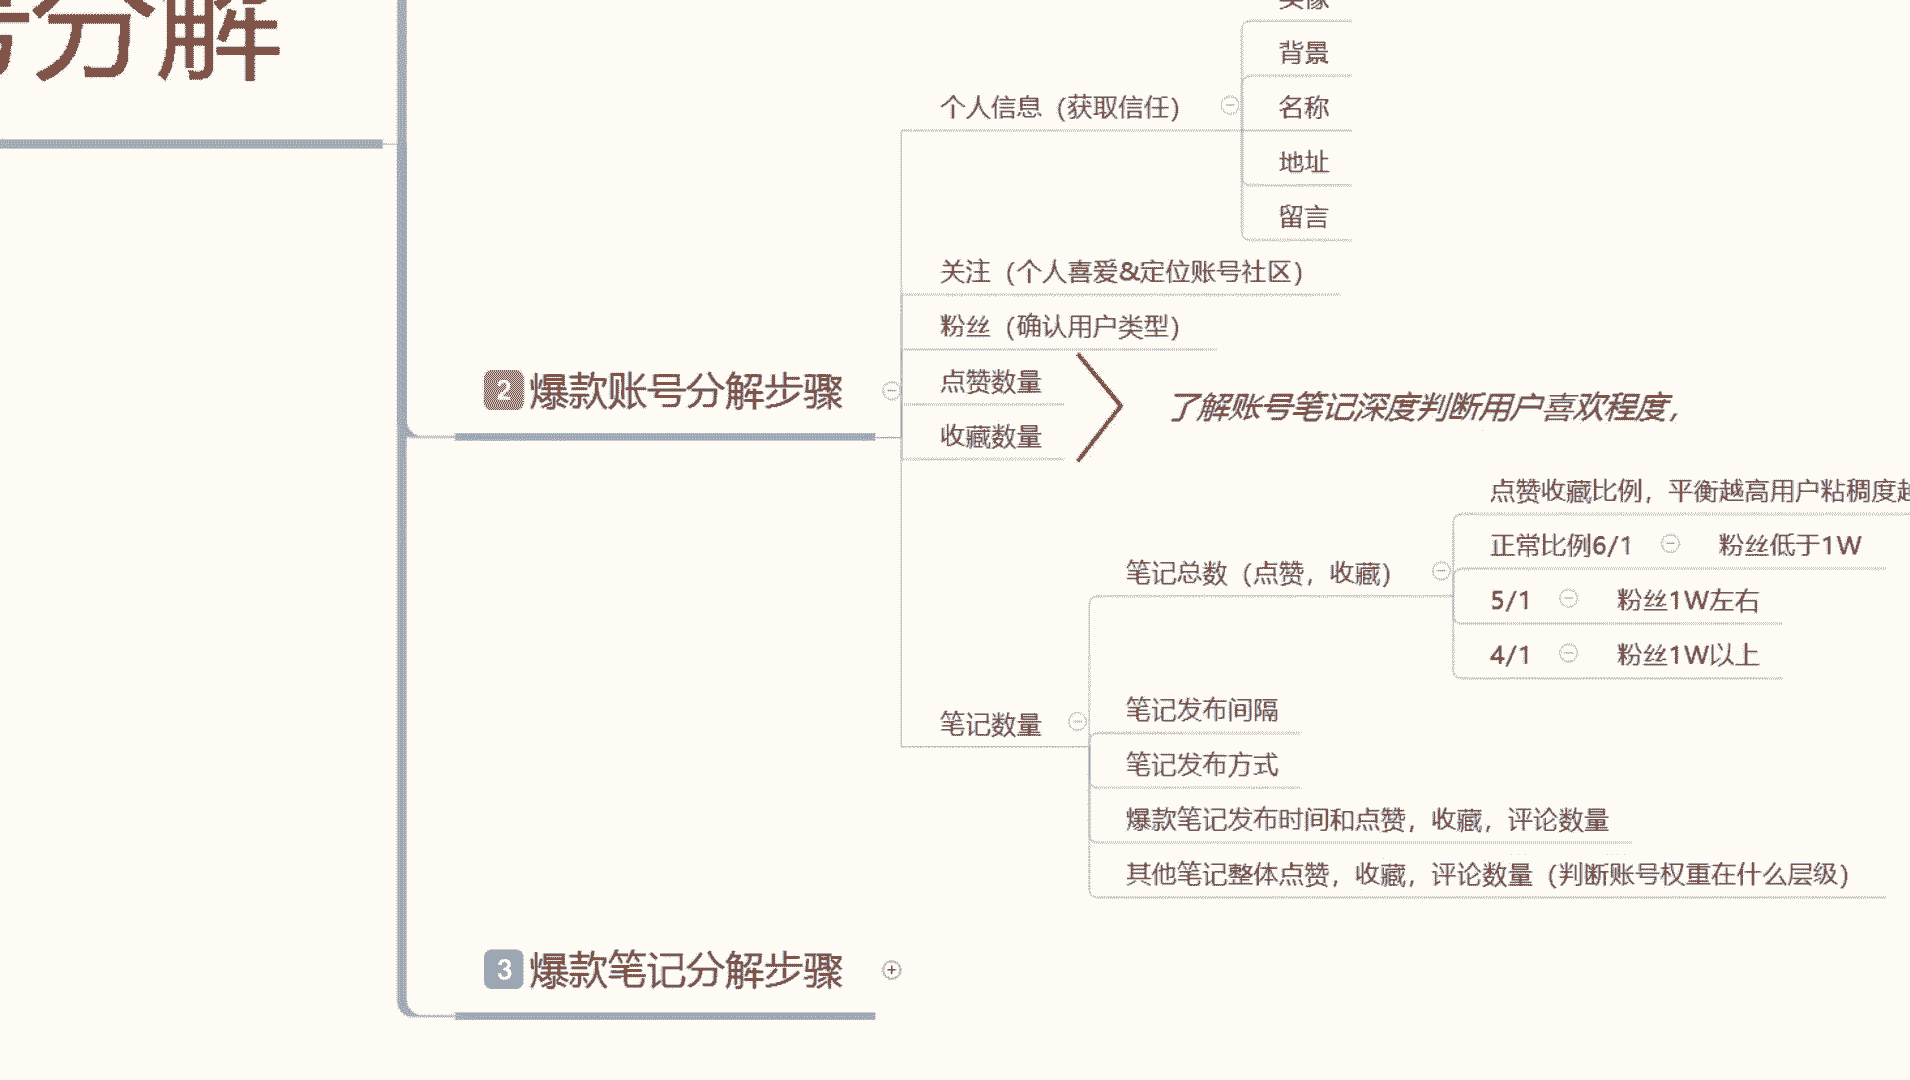 号分解
头像
背景
个人信息（获取信任）
名称
地址
留言
关注（个人喜爱&定位账号社区）
粉丝（确认用户类型）
2 爆款账号分解步骤
点赞数量
收藏数量
了解账号笔记深度判断用户喜欢程度，
点赞收藏比例，平衡越高用户粘稠度越
正常比例6/1 粉丝低于1W
笔记总数（点赞，收藏）
5/1 粉丝1W左右
4/1 粉丝1W以上
笔记数量
笔记发布间隔
笔记发布方式
爆款笔记发布时间和点赞，收藏，评论数量
其他笔记整体点赞，收藏，评论数量（判断账号权重在什么层级）
3 爆款笔记分解步骤